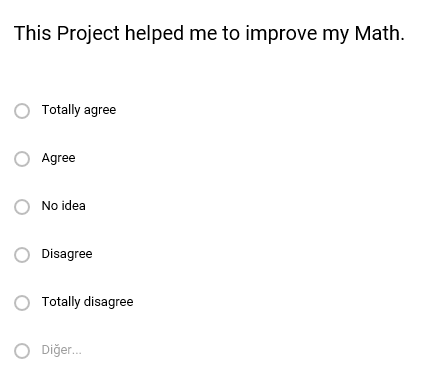 This Project helped me to improve my Math.
Totally agree
Agree
No idea
Disagree
Totally disagree
Diğer...